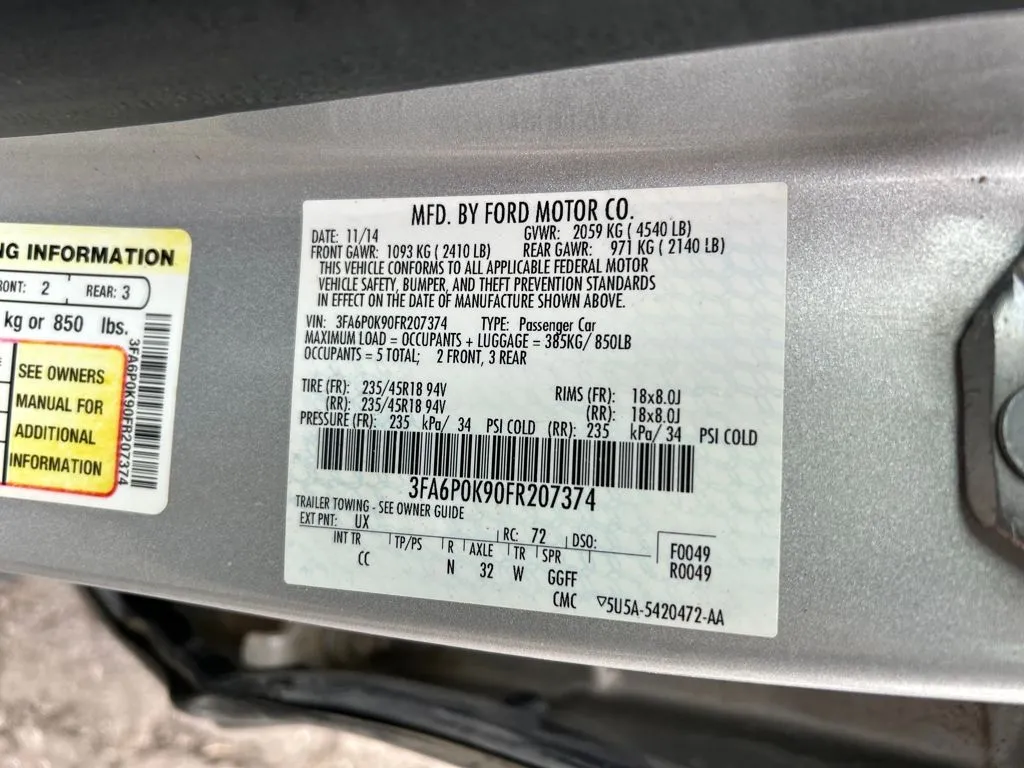 NG INFORMATION
RONT: 2 REAR: 3
kg or 850 lbs.
SEE OWNERS
MANUAL FOR
ADDITIONAL
INFORMATION
3FA6P0K90FR207374
MFD. BY FORD MOTOR CO.
DATE: 11/14 GVWR: 2059 KG ( 4540 LB)
FRONT GAWR: 1093 KG ( 2410 LB) REAR GAWR: 971 KG ( 2140 LB)
THIS VEHICLE CONFORMS TO ALL APPLICABLE FEDERAL MOTOR
VEHICLE SAFETY, BUMPER, AND THEFT PREVENTION STANDARDS
IN EFFECT ON THE DATE OF MANUFACTURE SHOWN ABOVE.
VIN: 3FA6P0K90FR207374 TYPE: Passenger Car
MAXIMUM LOAD = OCCUPANTS + LUGGAGE = 385KG/ 850LB
OCCUPANTS = 5 TOTAL; 2 FRONT, 3 REAR
TIRE (FR): 235/45R18 94V RIMS (FR): 18x8.0J
(RR): 235/45R18 94V (RR): 18x8.0J
PRESSURE (FR): 235 kPa/ 34 PSI COLD (RR): 235 kPa/ 34 PSI COLD
3FA6P0K90FR207374
TRAILER TOWING - SEE OWNER GUIDE
EXT PNT: UX RC: 72 DSO:
INT TR TP/PS R AXLE TR SPR F0049
CC N 32 W GGFF R0049
CMC ▽5U5A-5420472-AA